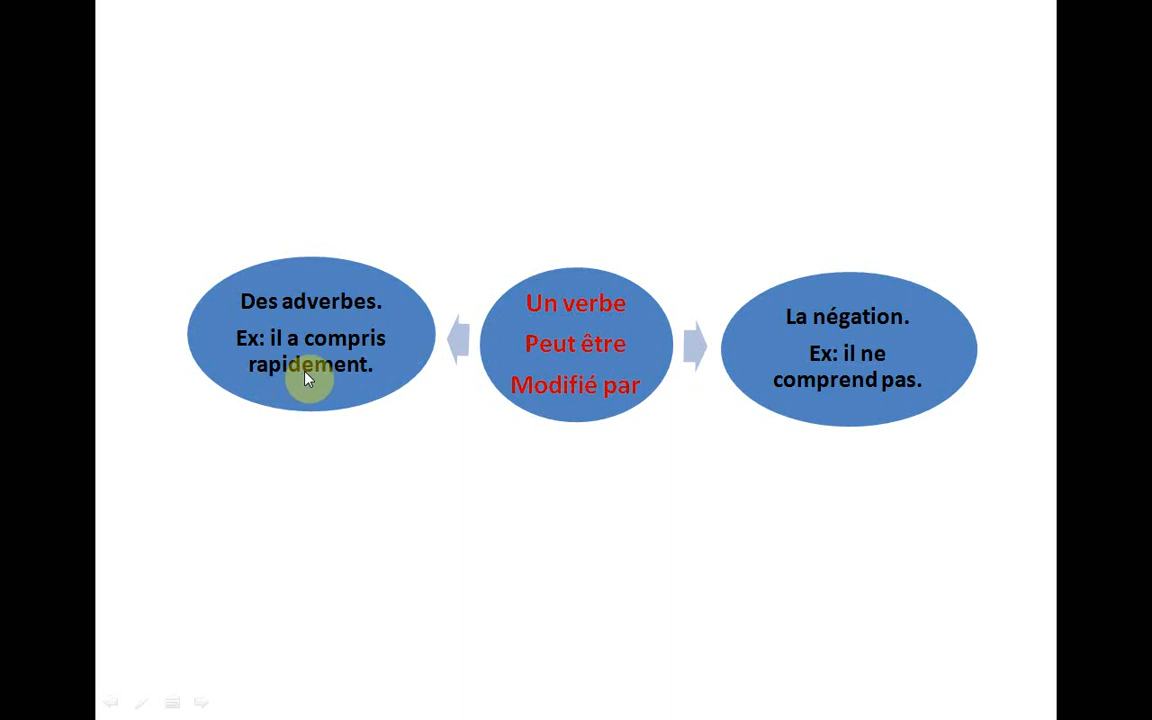 Des adverbes.
Ex: il a compris
rapidement.
Un verbe
Peut être
Modifié par
La négation.
Ex: il ne
comprend pas.